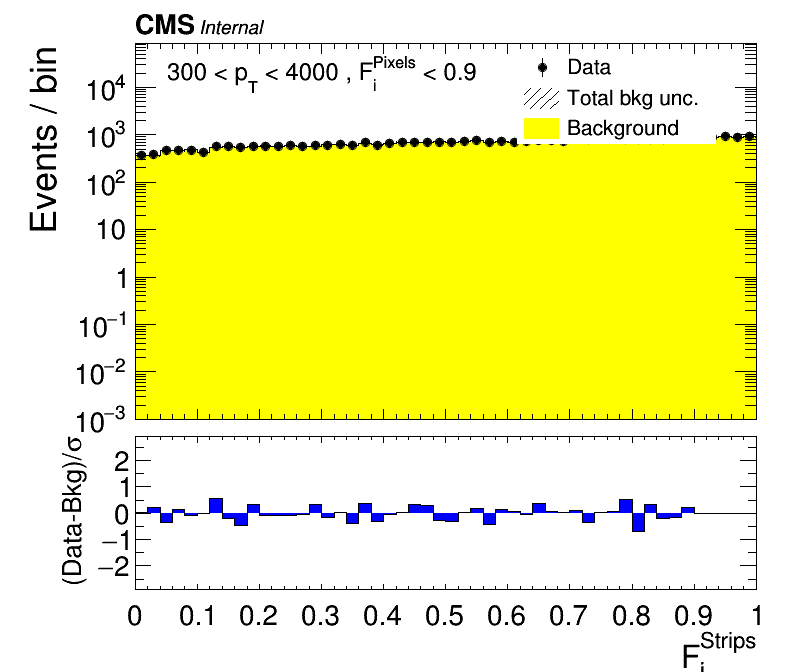 CMS Internal
300 < p_T < 4000 , F_i^Pixels < 0.9
Data
Total bkg unc.
Background
Events / bin
10^4
10^3
10^2
10
1
10^−1
10^−2
10^−3
(Data-Bkg)/σ
2
1
0
−1
−2
0 0.1 0.2 0.3 0.4 0.5 0.6 0.7 0.8 0.9 1
F_i^Strips